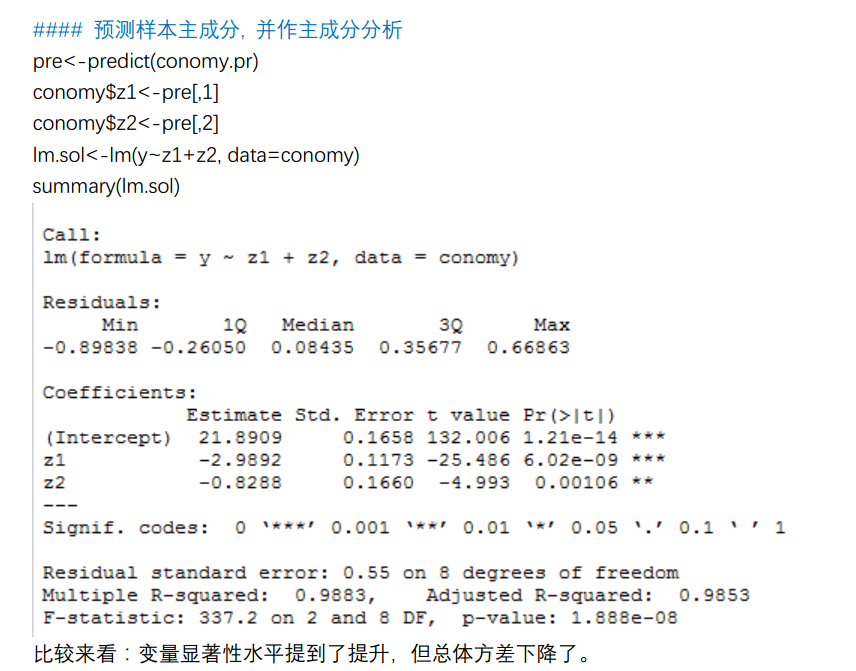 #### 预测样本主成分, 并作主成分分析
pre<-predict(conomy.pr)
conomy$z1<-pre[,1]
conomy$z2<-pre[,2]
lm.sol<-lm(y~z1+z2, data=conomy)
summary(lm.sol)
Call:
lm(formula = y ~ z1 + z2, data = conomy)
Residuals:
Min 1Q Median 3Q Max
-0.89838 -0.26050 0.08435 0.35677 0.66863
Coefficients:
Estimate Std. Error t value Pr(>|t|)
(Intercept) 21.8909 0.1658 132.006 1.21e-14 ***
z1 -2.9892 0.1173 -25.486 6.02e-09 ***
z2 -0.8288 0.1660 -4.993 0.00106 **
---
Signif. codes: 0 ‘***’ 0.001 ‘**’ 0.01 ‘*’ 0.05 ‘.’ 0.1 ‘ ’ 1
Residual standard error: 0.55 on 8 degrees of freedom
Multiple R-squared: 0.9883, Adjusted R-squared: 0.9853
F-statistic: 337.2 on 2 and 8 DF, p-value: 1.888e-08
比较来看：变量显著性水平提到了提升，但总体方差下降了。